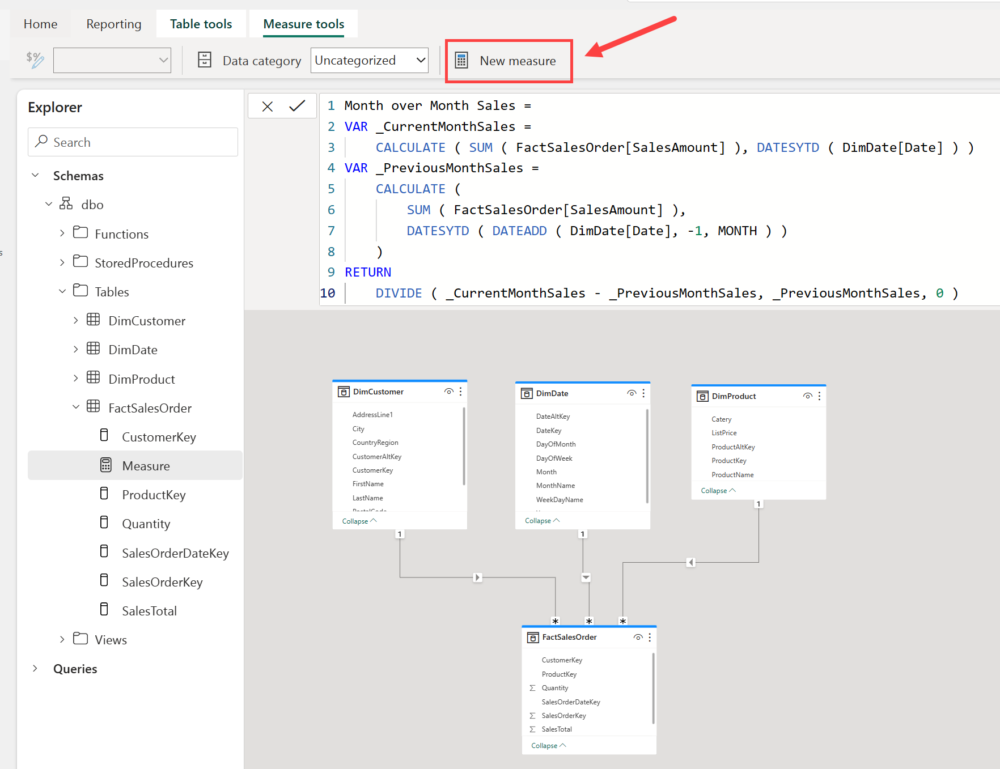 Home
Reporting
Table tools
Measure tools
$%
Data category
Uncategorized
New measure
Explorer
Search
Schemas
dbo
Functions
StoredProcedures
Tables
DimCustomer
DimDate
DimProduct
FactSalesOrder
CustomerKey
Measure
ProductKey
Quantity
SalesOrderDateKey
SalesOrderKey
SalesTotal
Views
Queries
s
1 Month over Month Sales =
2 VAR _CurrentMonthSales =
3 CALCULATE ( SUM ( FactSalesOrder[SalesAmount] ), DATESYTD ( DimDate[Date] ) )
4 VAR _PreviousMonthSales =
5 CALCULATE (
6 SUM ( FactSalesOrder[SalesAmount] ),
7 DATESYTD ( DATEADD ( DimDate[Date], -1, MONTH ) )
8 )
9 RETURN
10 DIVIDE ( _CurrentMonthSales - _PreviousMonthSales, _PreviousMonthSales, 0 )
DimCustomer
AddressLine1
City
CountryRegion
CustomerAltKey
CustomerKey
FirstName
LastName
PostalCode
Collapse
1
DimDate
DateAltKey
DateKey
DayOfMonth
DayOfWeek
Month
MonthName
WeekDayName
Collapse
1
DimProduct
Catery
ListPrice
ProductAltKey
ProductKey
ProductName
Collapse
1
* * *
FactSalesOrder
CustomerKey
ProductKey
Σ Quantity
SalesOrderDateKey
Σ SalesOrderKey
Σ SalesTotal
Collapse